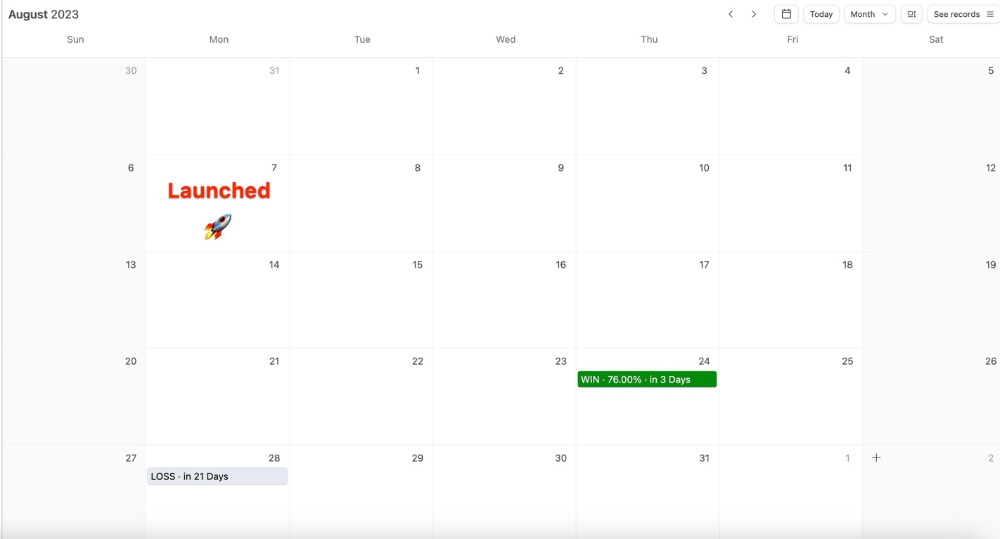 August 2023
Today Month See records
Sun Mon Tue Wed Thu Fri Sat
30 31 1 2 3 4 5
6 7 8 9 10 11 12
Launched
13 14 15 16 17 18 19
20 21 22 23 24 25 26
WIN · 76.00% · in 3 Days
27 28 29 30 31 1 2
LOSS · in 21 Days